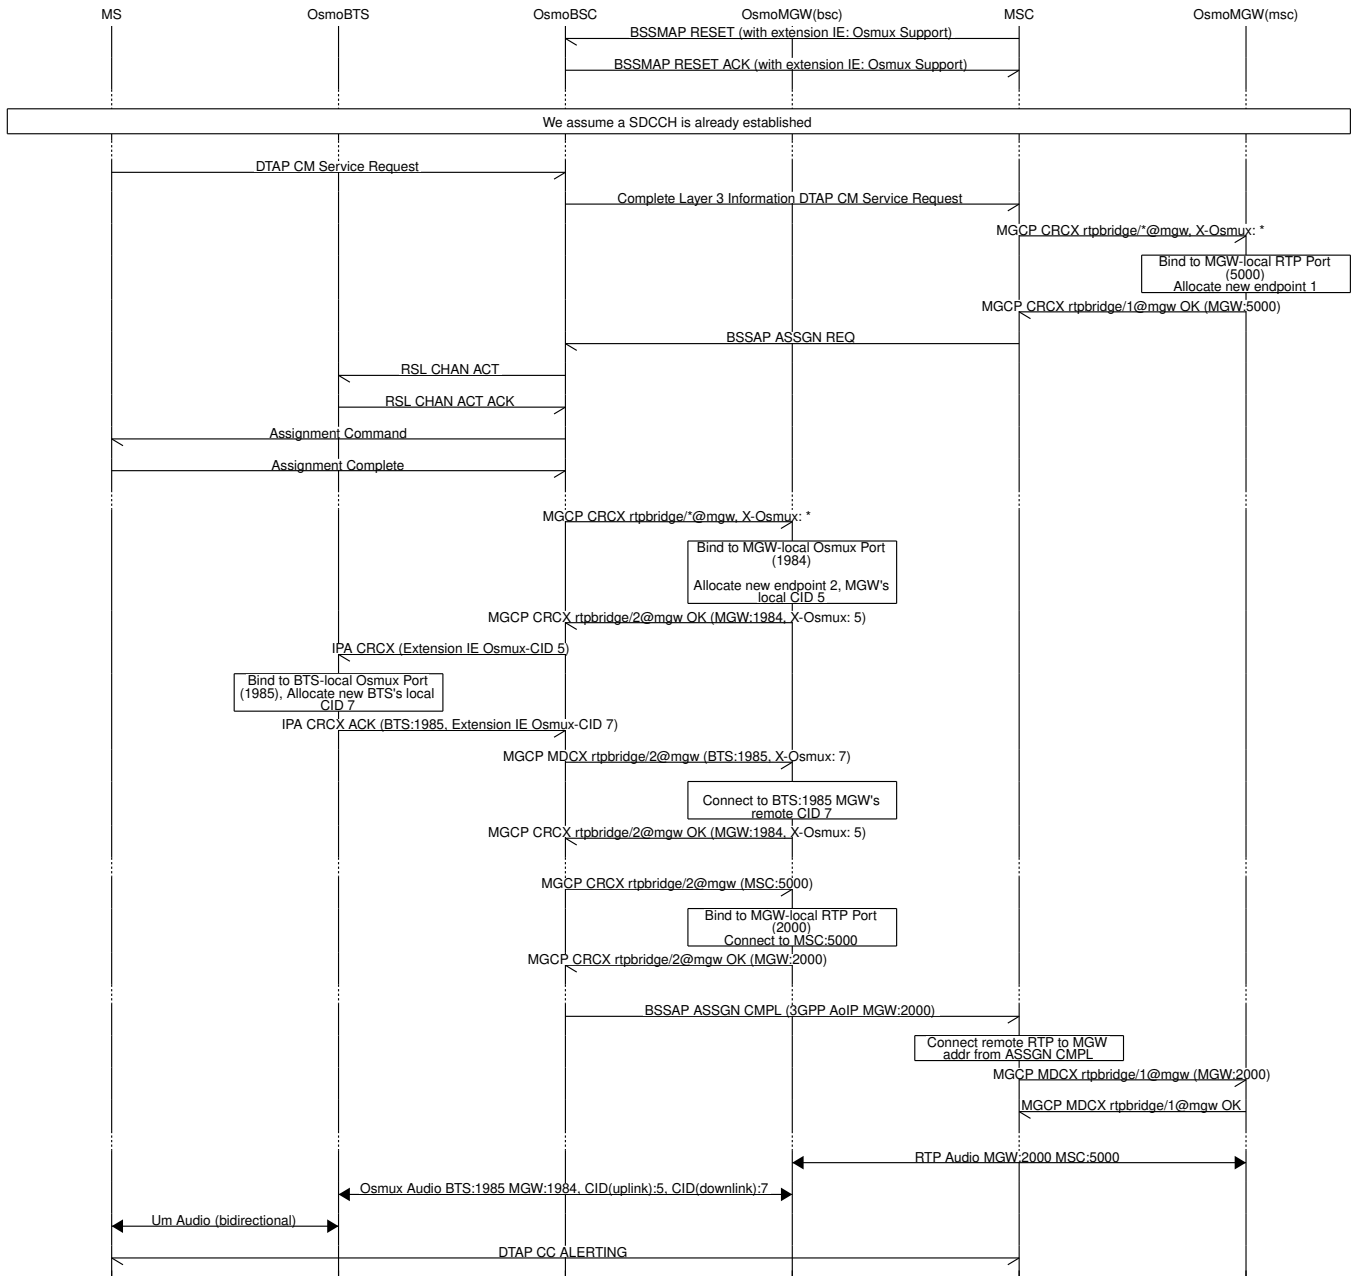 MS OsmoBTS OsmoBSC OsmoMGW(bsc) MSC OsmoMGW(msc)
BSSMAP RESET (with extension IE: Osmux Support)
BSSMAP RESET ACK (with extension IE: Osmux Support)
We assume a SDCCH is already established
DTAP CM Service Request
Complete Layer 3 Information DTAP CM Service Request
MGCP CRCX rtpbridge/*@mgw, X-Osmux: *
Bind to MGW-local RTP Port
(5000)
Allocate new endpoint 1
MGCP CRCX rtpbridge/1@mgw OK (MGW:5000)
BSSAP ASSGN REQ
RSL CHAN ACT
RSL CHAN ACT ACK
Assignment Command
Assignment Complete
MGCP CRCX rtpbridge/*@mgw, X-Osmux: *
Bind to MGW-local Osmux Port
(1984)
Allocate new endpoint 2, MGW's
local CID 5
MGCP CRCX rtpbridge/2@mgw OK (MGW:1984, X-Osmux: 5)
IPA CRCX (Extension IE Osmux-CID 5)
Bind to BTS-local Osmux Port
(1985), Allocate new BTS's local
CID 7
IPA CRCX ACK (BTS:1985, Extension IE Osmux-CID 7)
MGCP MDCX rtpbridge/2@mgw (BTS:1985, X-Osmux: 7)
Connect to BTS:1985 MGW's
remote CID 7
MGCP CRCX rtpbridge/2@mgw OK (MGW:1984, X-Osmux: 5)
MGCP CRCX rtpbridge/2@mgw (MSC:5000)
Bind to MGW-local RTP Port
(2000)
Connect to MSC:5000
MGCP CRCX rtpbridge/2@mgw OK (MGW:2000)
BSSAP ASSGN CMPL (3GPP AoIP MGW:2000)
Connect remote RTP to MGW
addr from ASSGN CMPL
MGCP MDCX rtpbridge/1@mgw (MGW:2000)
MGCP MDCX rtpbridge/1@mgw OK
RTP Audio MGW:2000 MSC:5000
Osmux Audio BTS:1985 MGW:1984, CID(uplink):5, CID(downlink):7
Um Audio (bidirectional)
DTAP CC ALERTING